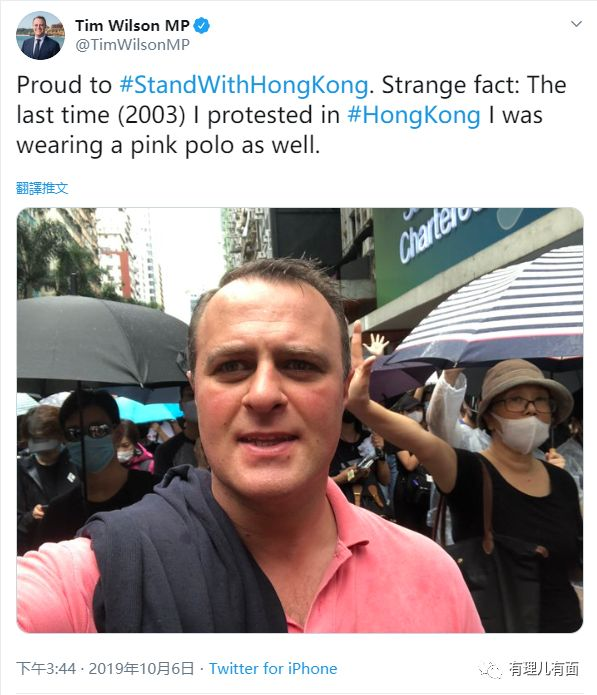 Tim Wilson MP
@TimWilsonMP
Proud to #StandWithHongKong. Strange fact: The
last time (2003) I protested in #HongKong I was
wearing a pink polo as well.
翻譯推文
Chartered
下午3:44 · 2019年10月6日 · Twitter for iPhone
有理儿有面